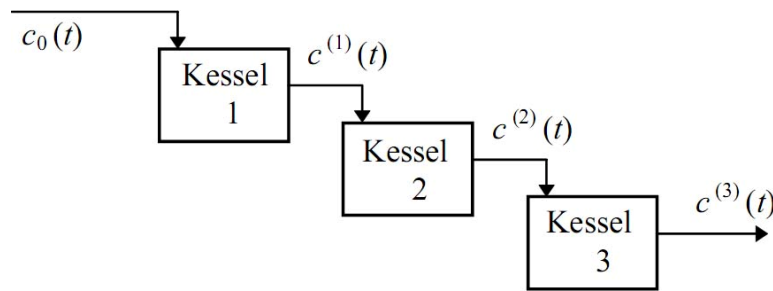 c₀(t)
Kessel
1
c⁽¹⁾(t)
Kessel
2
c⁽²⁾(t)
Kessel
3
c⁽³⁾(t)